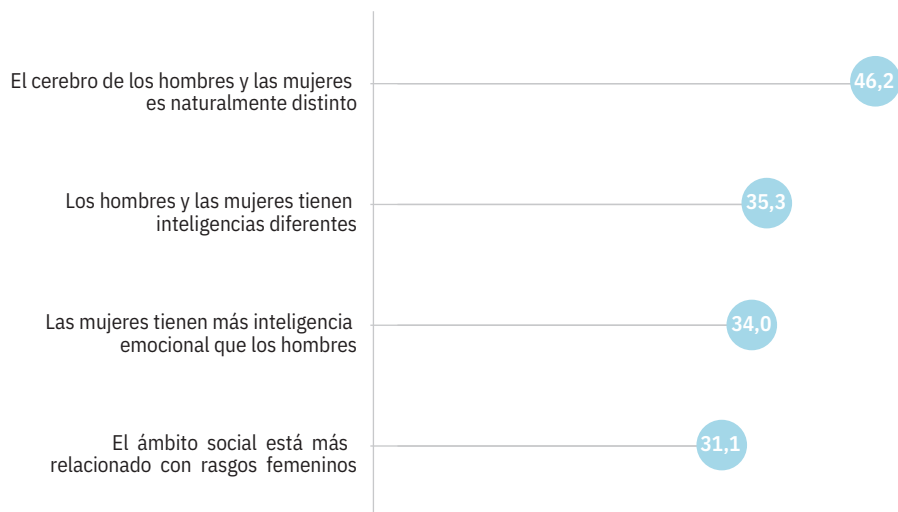 El cerebro de los hombres y las mujeres
es naturalmente distinto
46,2
Los hombres y las mujeres tienen
inteligencias diferentes
35,3
Las mujeres tienen más inteligencia
emocional que los hombres
34,0
El ámbito social está más
relacionado con rasgos femeninos
31,1